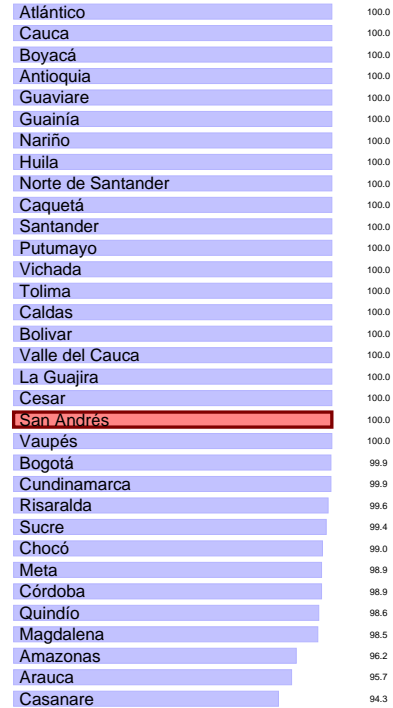 Atlántico 100.0
Cauca 100.0
Boyacá 100.0
Antioquia 100.0
Guaviare 100.0
Guainía 100.0
Nariño 100.0
Huila 100.0
Norte de Santander 100.0
Caquetá 100.0
Santander 100.0
Putumayo 100.0
Vichada 100.0
Tolima 100.0
Caldas 100.0
Bolivar 100.0
Valle del Cauca 100.0
La Guajira 100.0
Cesar 100.0
San Andrés 100.0
Vaupés 100.0
Bogotá 99.9
Cundinamarca 99.9
Risaralda 99.6
Sucre 99.4
Chocó 99.0
Meta 98.9
Córdoba 98.9
Quindío 98.6
Magdalena 98.5
Amazonas 96.2
Arauca 95.7
Casanare 94.3